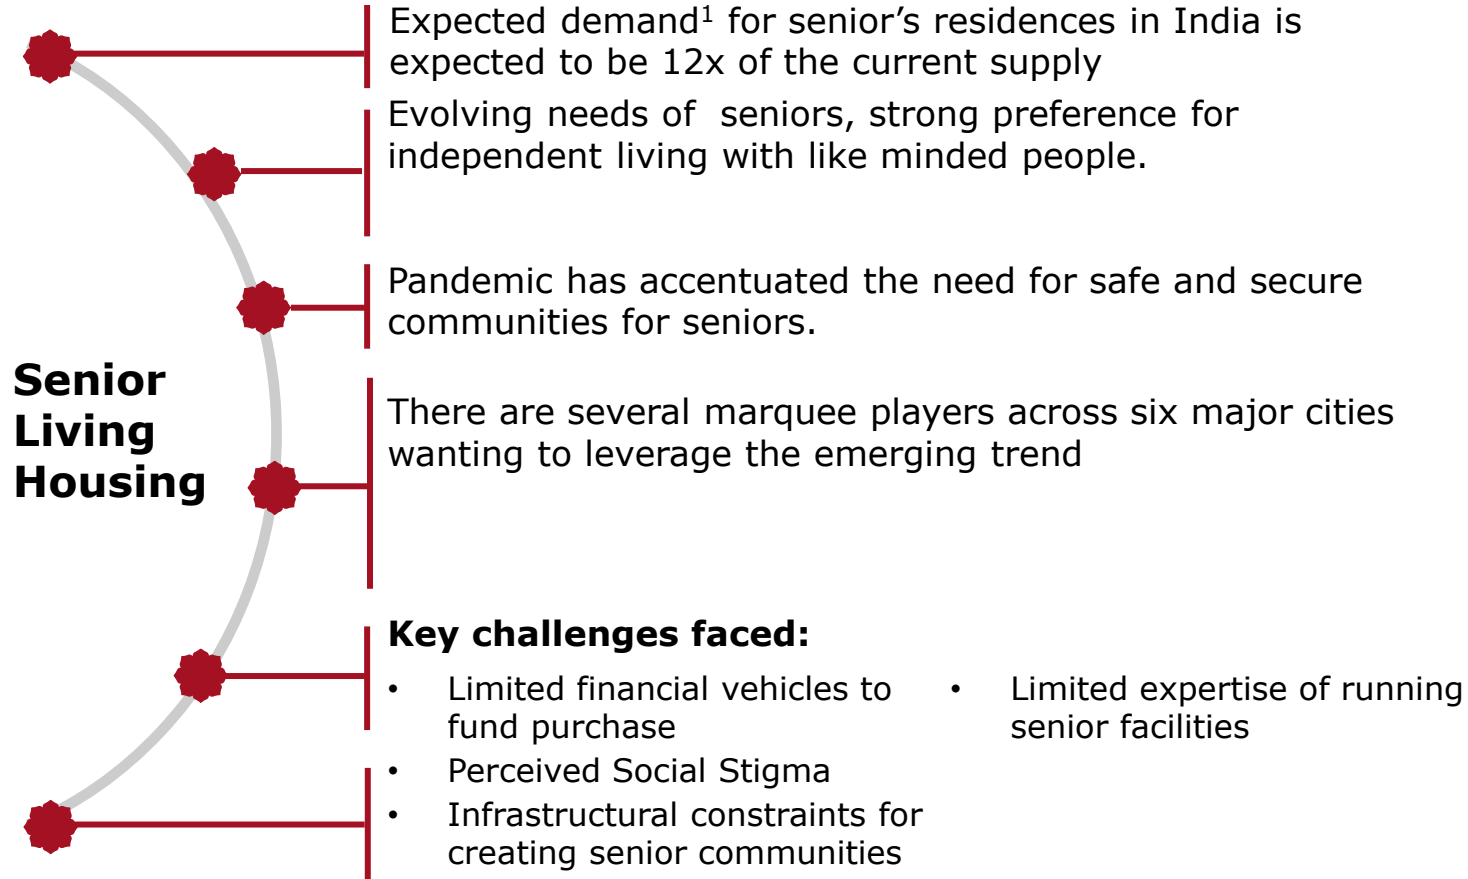 Expected demand¹ for senior’s residences in India is
expected to be 12x of the current supply
Evolving needs of  seniors, strong preference for
independent living with like minded people.
Pandemic has accentuated the need for safe and secure
communities for seniors.
Senior
Living
Housing
There are several marquee players across six major cities
wanting to leverage the emerging trend
Key challenges faced:
• Limited financial vehicles to
fund purchase
• Perceived Social Stigma
• Infrastructural constraints for
creating senior communities
• Limited expertise of running
senior facilities